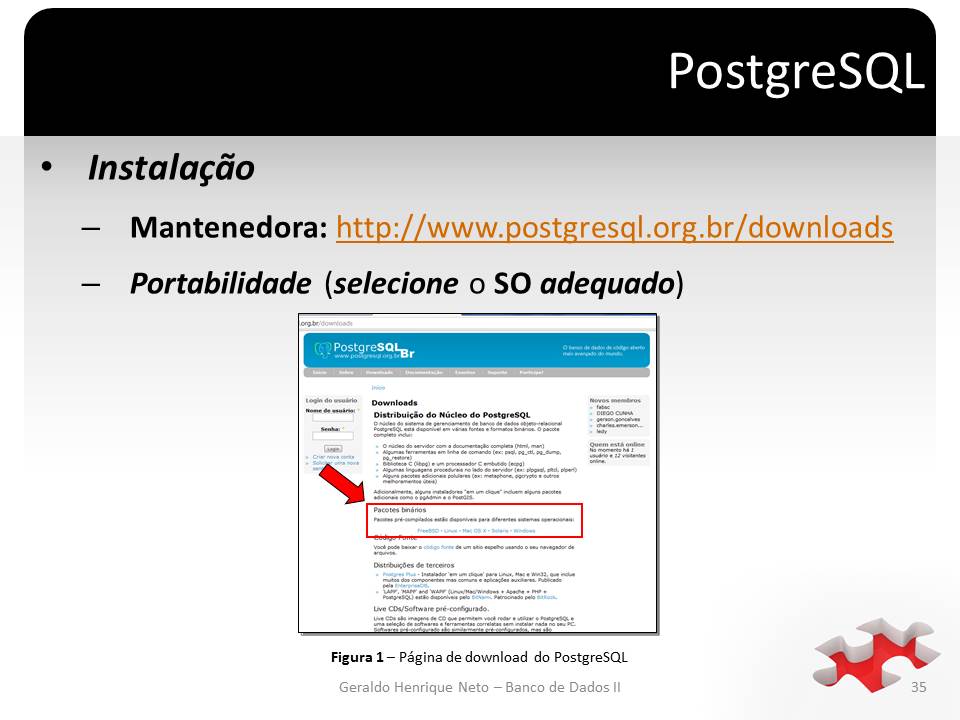 PostgreSQL
• Instalação
– Mantenedora: http://www.postgresql.org.br/downloads
– Portabilidade (selecione o SO adequado)
.org.br/downloads
PostgreSQL Br
www.postgresql.org.br
O banco de dados de código aberto
mais avançado do mundo.
Início Sobre Downloads Documentação Eventos Suporte Participe!
Início
Login do usuário
Nome de usuário: *
Senha: *
Login
» Criar nova conta
» Solicitar uma nova
Downloads
Distribuição do Núcleo do PostgreSQL
O núcleo do sistema de gerenciamento de banco de dados objeto-relacional
PostgreSQL está disponível em várias fontes e formatos binários. O pacote
completo inclui:
» O núcleo do servidor com a documentação completa (html, man)
» Algumas ferramentas em linha de comando (ex: psql, pg_ctl, pg_dump,
pg_restore)
» Biblioteca C (libpq) e um processador C embutido (ecpg)
» Algumas linguagens procedurais no lado do servidor (ex: plpgsql, pltcl, plperl)
» Alguns pacotes adicionais polulares (ex: metaphone, pgcrypto e outros
melhoramentos úteis)
Adicionalmente, alguns instaladores "em um clique" incluem alguns pacotes
adicionais como o pgAdmin e o PostGIS.
Pacotes binários
Pacotes pré-compilados estão disponíveis para diferentes sistemas operacionais:
FreeBSD - Linux - Mac OS X - Solaris - Windows
Código Fonte
Você pode baixar o código fonte de um sítio espelho usando o seu navegador de
arquivos.
Distribuições de terceiros
» Postgres Plus - Instalador 'em um clique' para Linux, Mac e Win32, que inclue
muitos dos componentes mas comuns e aplicações auxiliares. Publicado
pela EnterpriseDB.
» 'LAPP', 'MAPP' and 'WAPP' (Linux/Mac/Windows + Apache + PHP +
PostgreSQL) estão disponíveis pelo BitNami. Patrocinado pelo BitRock.
Live CDs/Software pré-configurado.
Live CDs são imagens de CD que permitem você rodar e utilizar o PostgreSQL e
uma seleção de softwares e ferramentas correlatas sem instalar nada no seu PC.
Softwares pré-configurado são similarmente pré-configurados, mas são
Novos membros
» fabsc
» DIEGO CUNHA
» gerson.goncalves
» charles.emerson...
» ledy
Quem está online
No momento há 1
usuário e 12 visitantes
online.
Figura 1 – Página de download do PostgreSQL
Geraldo Henrique Neto – Banco de Dados II
35